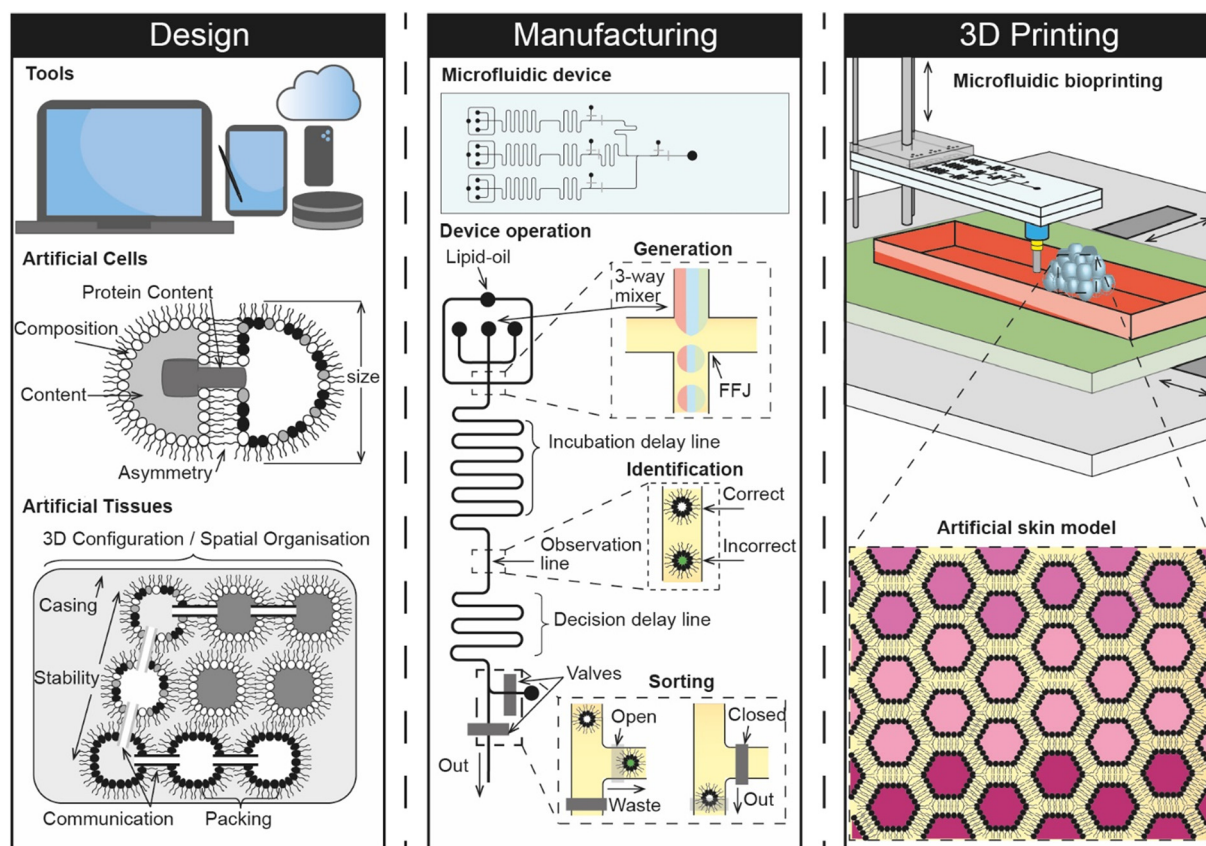 Design
Tools
Artificial Cells
Protein Content
Composition
Content
size
Asymmetry
Artificial Tissues
3D Configuration / Spatial Organisation
Casing
Stability
Communication
Packing
Manufacturing
Microfluidic device
Device operation
Lipid-oil
Generation
3-way
mixer
FFJ
Incubation delay line
Identification
Correct
Incorrect
Observation
line
Decision delay line
Valves
Sorting
Open
Closed
Out
Waste
Out
3D Printing
Microfluidic bioprinting
Artificial skin model